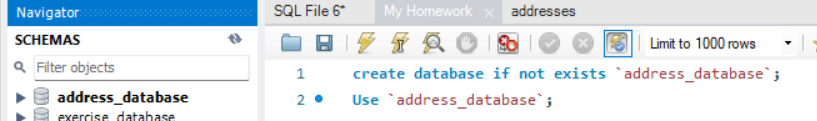 Navigator
SQL File 6* My Homework addresses
SCHEMAS
Limit to 1000 rows
Filter objects
1 create database if not exists `address_database`;
address_database
2 Use `address_database`;
exercise_database